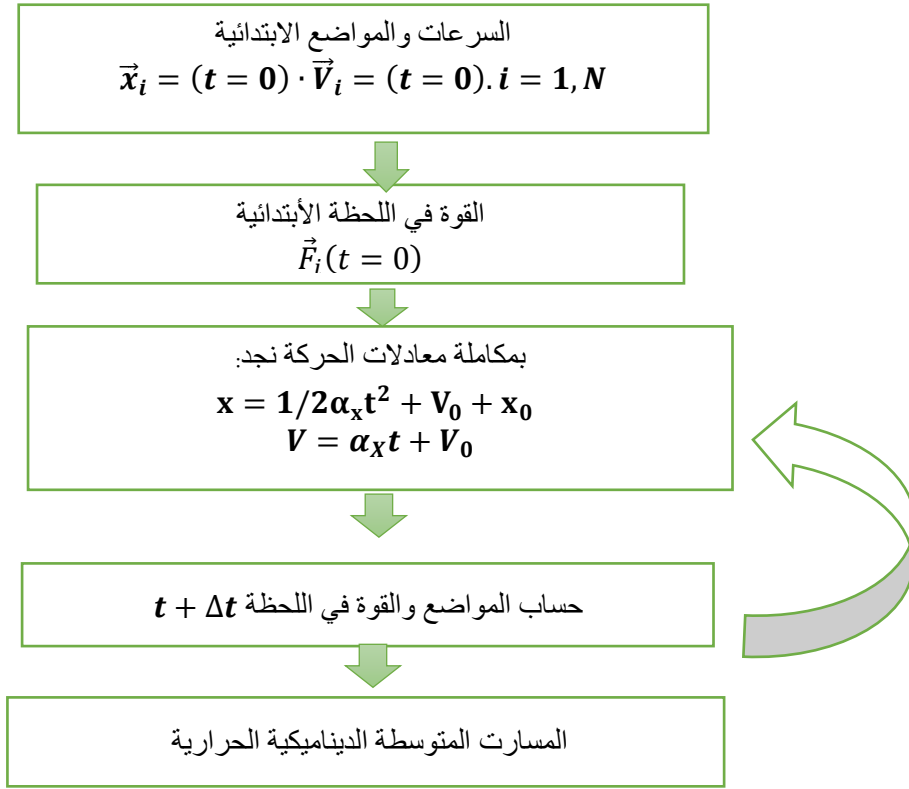 السرعات والمواضع الابتدائية
x⃗ᵢ = (t = 0) · V⃗ᵢ = (t = 0). i = 1, N
القوة في اللحظة الأبتدائية
F⃗ᵢ(t = 0)
بمكاملة معادلات الحركة نجد:
x = 1/2αₓt² + V₀ + x₀
V = α_X t + V₀
حساب المواضع والقوة في اللحظة t + Δt
المسارت المتوسطة الديناميكية الحرارية